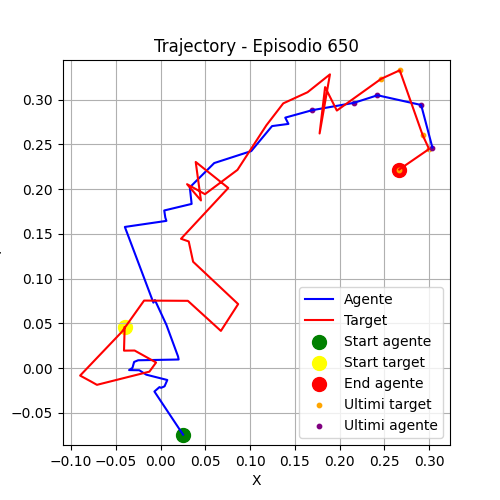 Trajectory - Episodio 650
0.30
0.25
0.20
0.15
0.10
0.05
0.00
−0.05
−0.10 −0.05 0.00 0.05 0.10 0.15 0.20 0.25 0.30
X
Agente
Target
Start agente
Start target
End agente
Ultimi target
Ultimi agente